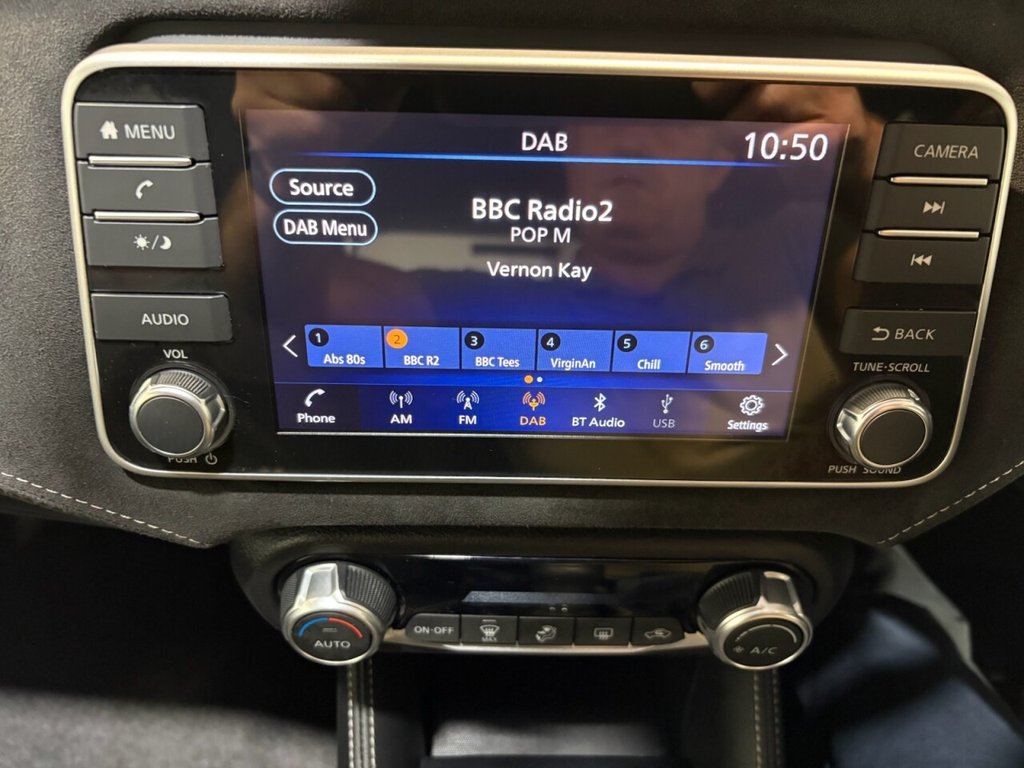 MENU
AUDIO
VOL
PUSH
DAB
10:50
Source
DAB Menu
BBC Radio2
POP M
Vernon Kay
1 Abs 80s
2 BBC R2
3 BBC Tees
4 VirginAn
5 Chill
6 Smooth
Phone
AM
FM
DAB
BT Audio
USB
Settings
CAMERA
BACK
TUNE·SCROLL
PUSH SOUND
AUTO
ON·OFF
MAX
A/C